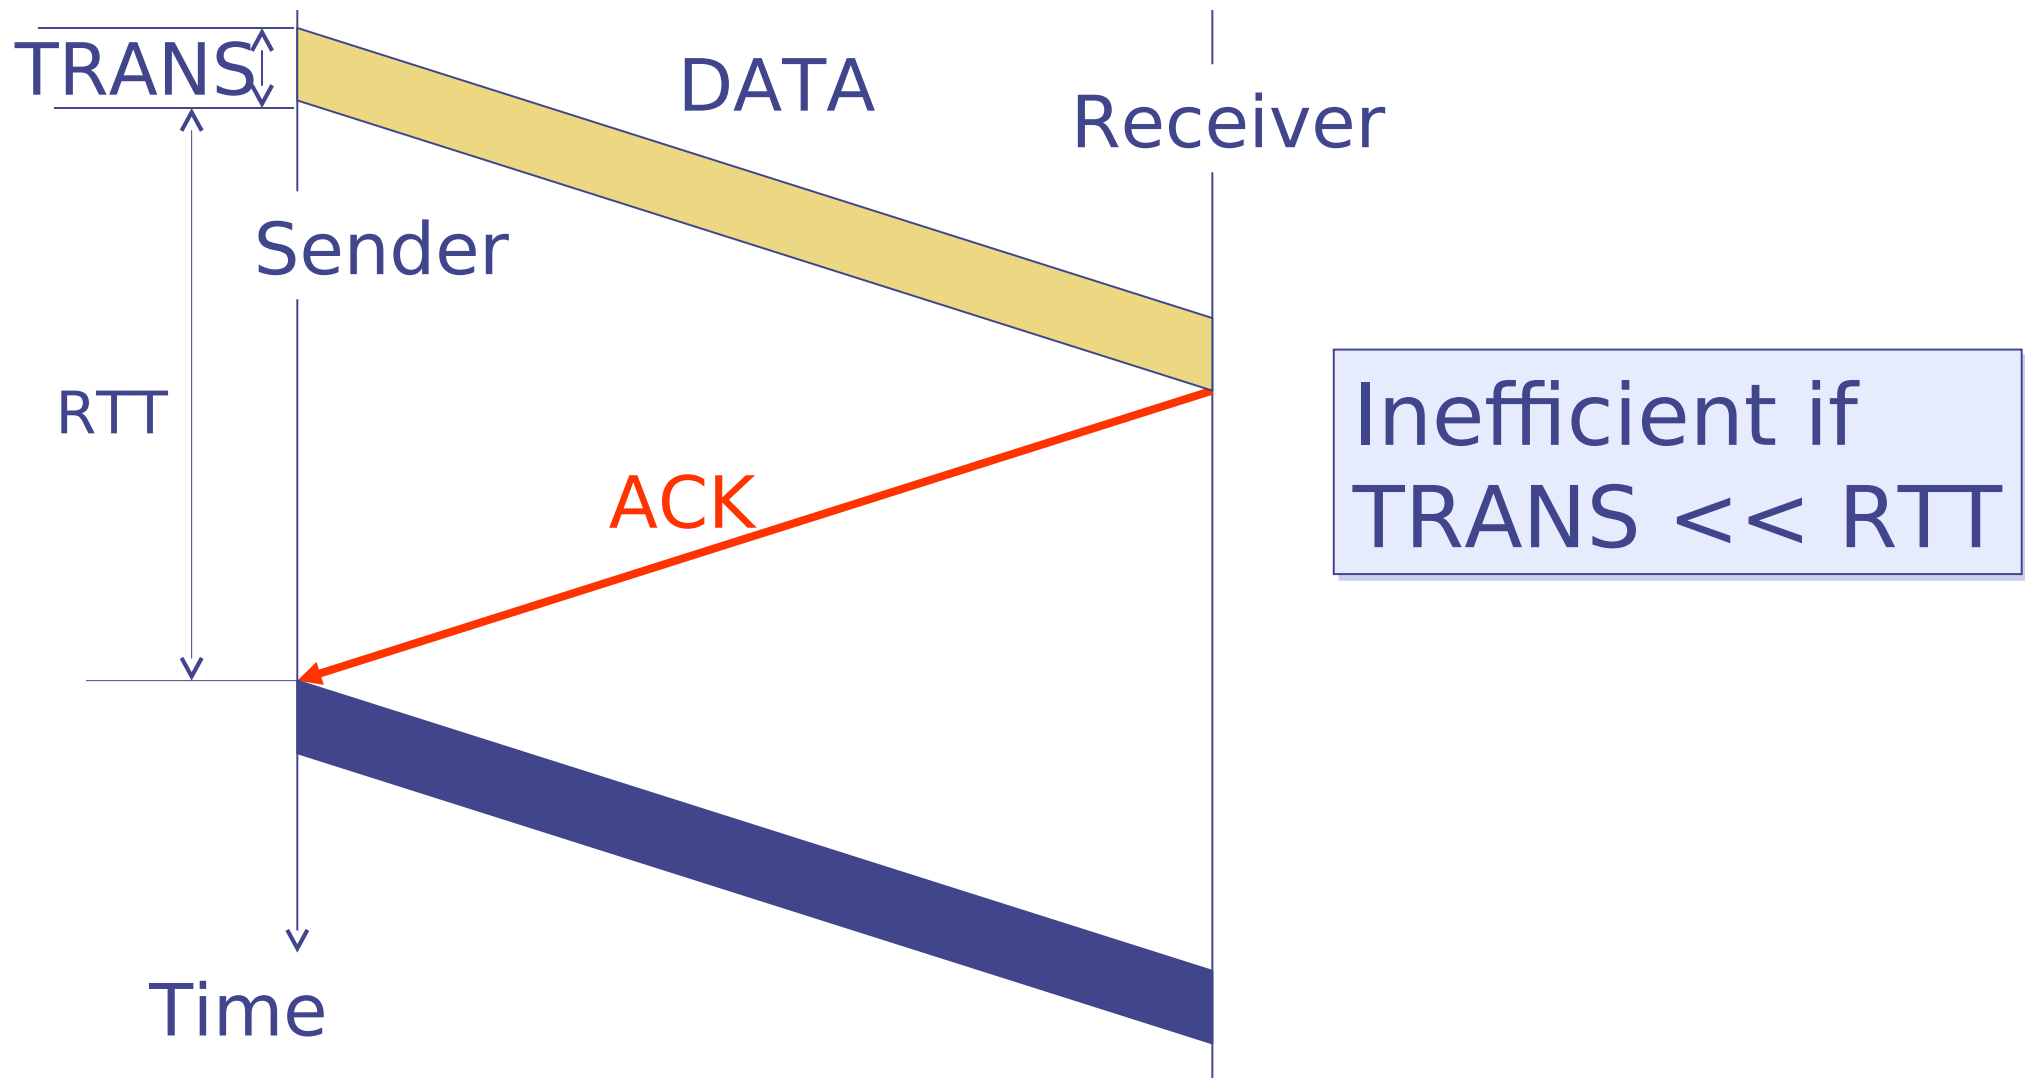 TRANS
DATA
Receiver
Sender
RTT
Inefficient if
TRANS << RTT
ACK
Time